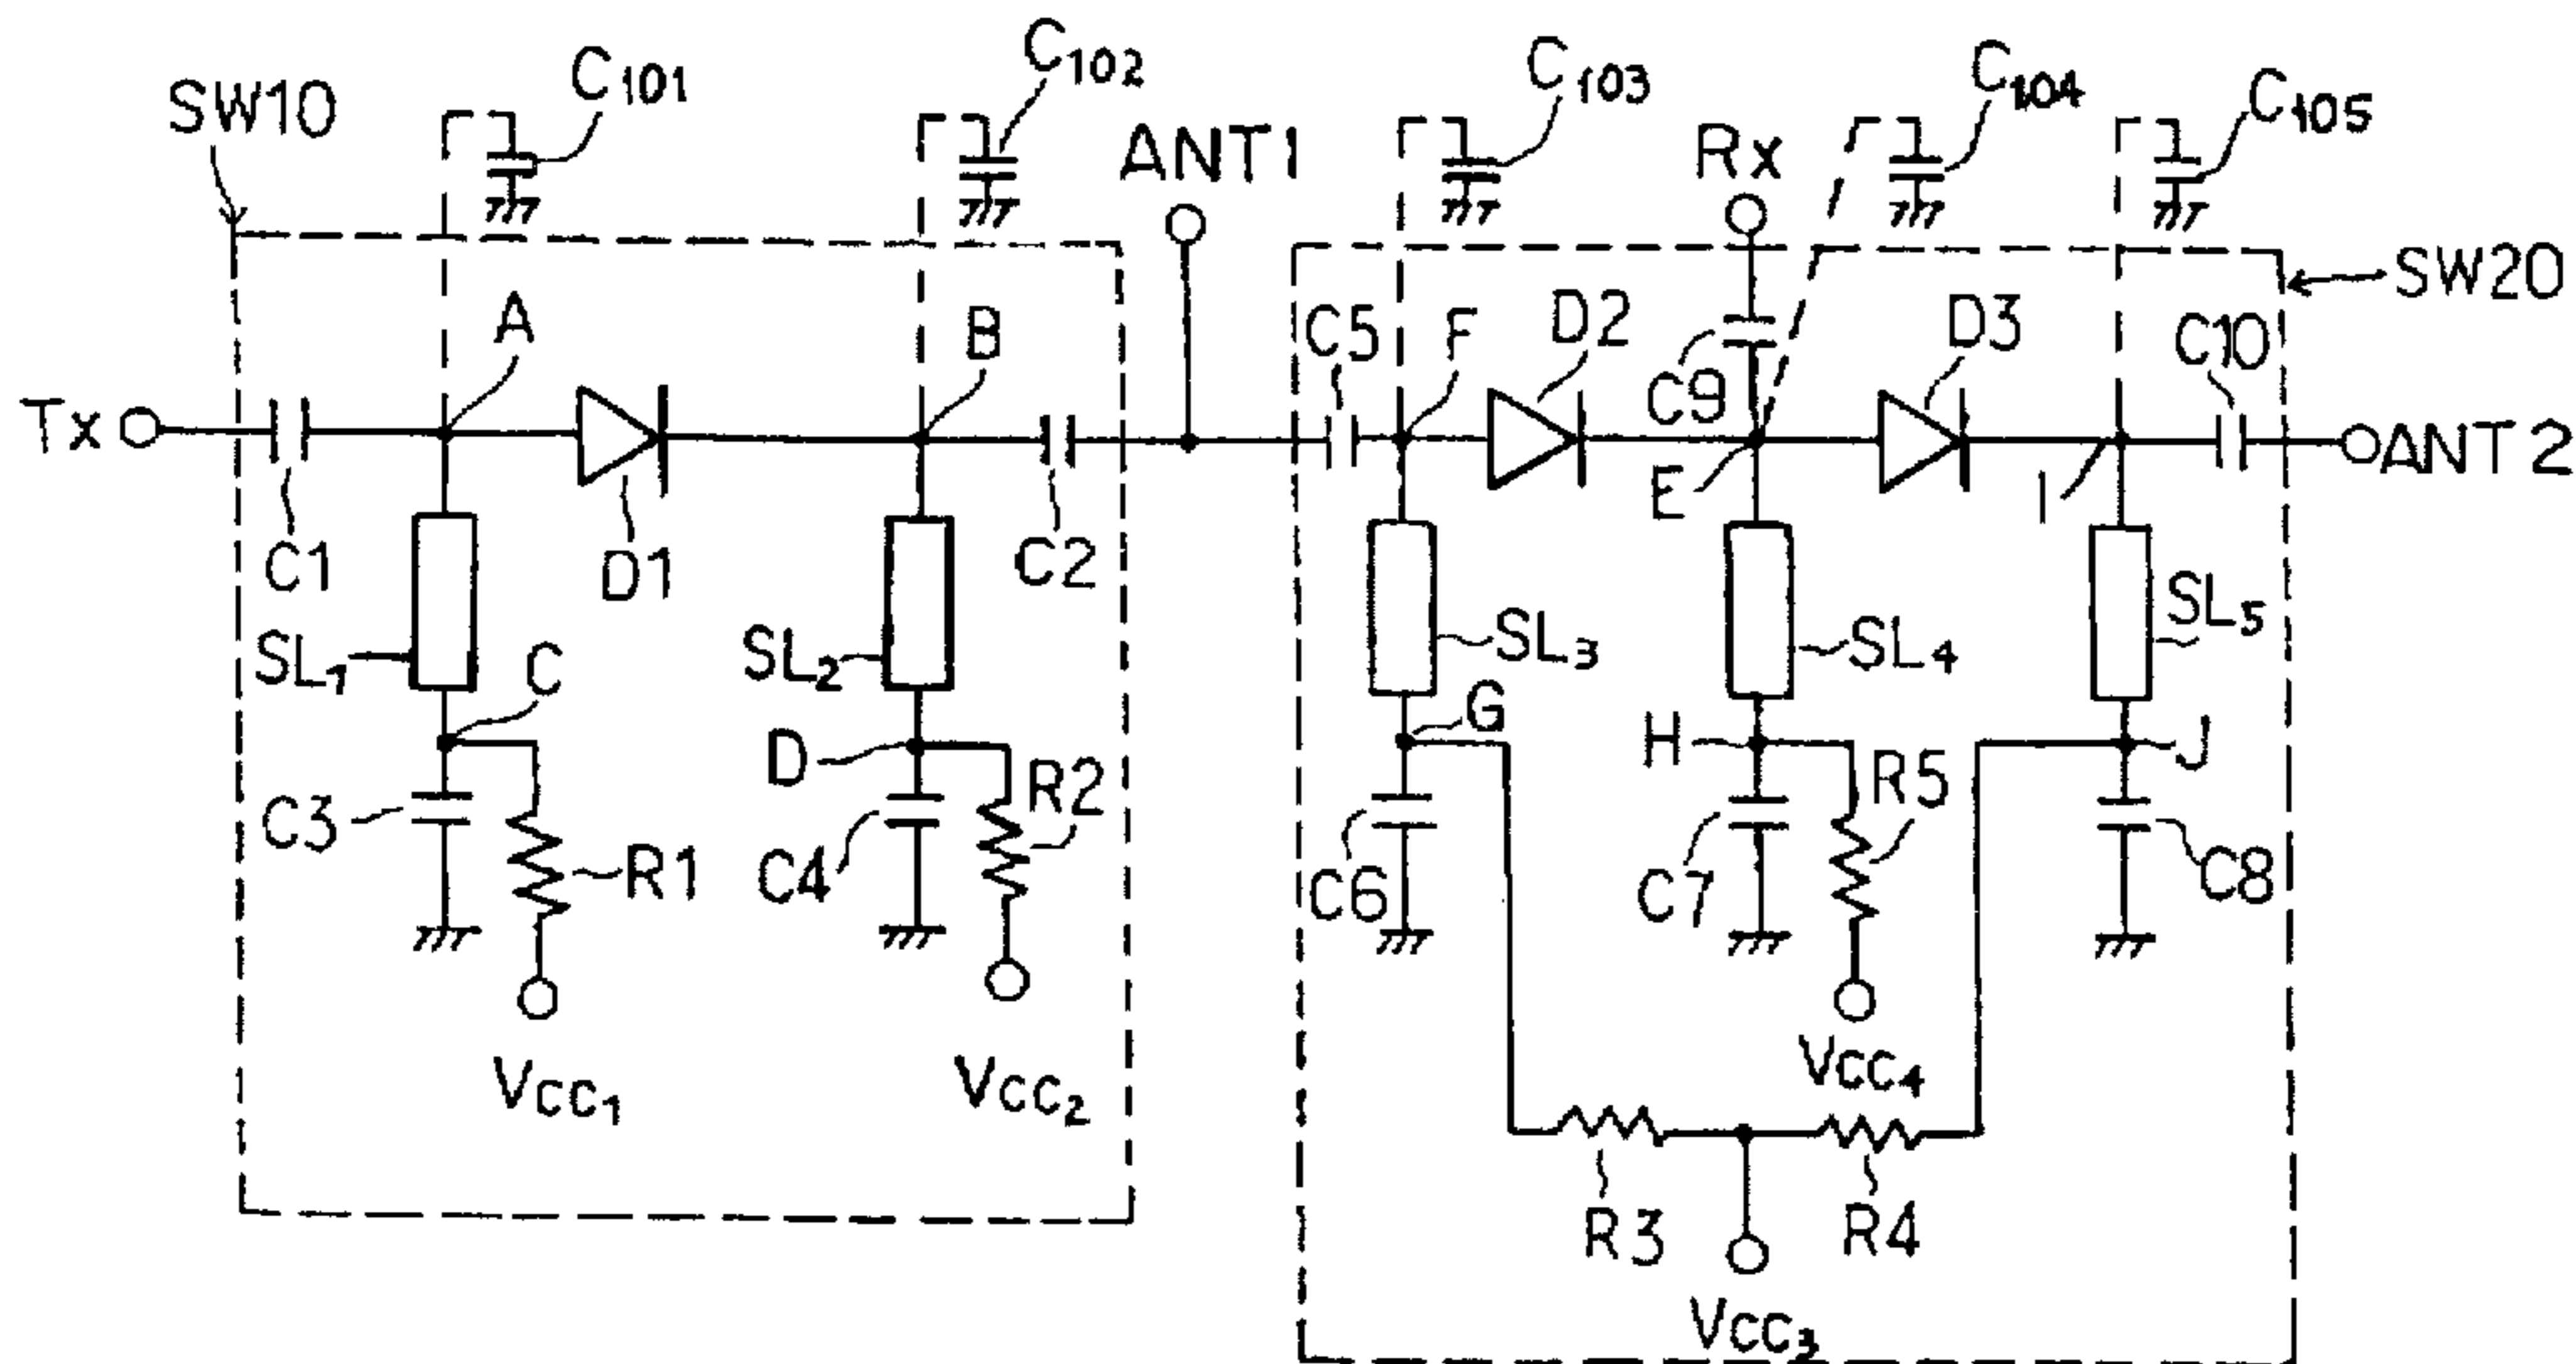 SW10
C101
C102
ANT1
C103
Rx
C104
C105
SW20
A
B
C5
F
D2
C9
D3
C10
Tx
ANT2
E
I
C1
D1
C2
SL1
C
SL2
D
SL3
G
SL4
H
SL5
J
C3
R1
C4
R2
C6
C7
R5
C8
Vcc1
Vcc2
Vcc4
R3
R4
Vcc3